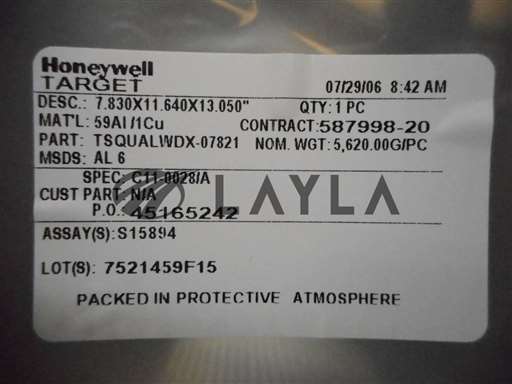 Honeywell
TARGET 07/29/06 8:42 AM
DESC.: 7.830X11.640X13.050" QTY: 1 PC
MAT'L: 59Al /1Cu CONTRACT: 587998-20
PART: TSQUALWDX-07821 NOM. WGT: 5,620.00G/PC
MSDS: AL 6
SPEC: C11-0028/A
CUST PART: N/A
P.O.: 45165242
LAYLA
ASSAY(S): S15894
LOT(S): 7521459F15
PACKED IN PROTECTIVE ATMOSPHERE